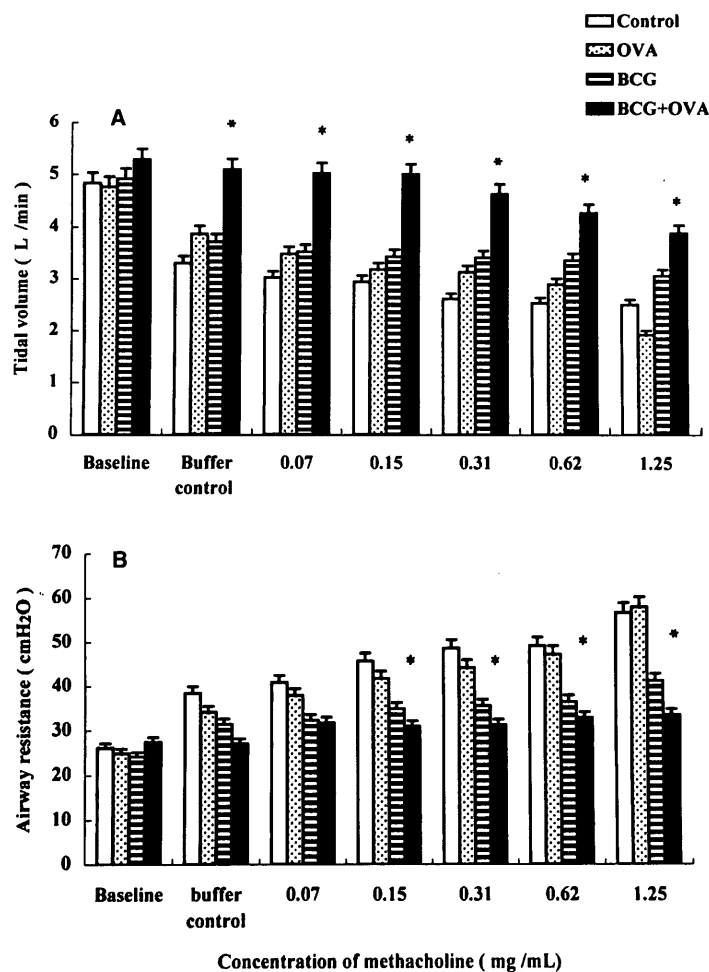 Control
OVA
BCG
BCG+OVA
A
Tidal volume ( L /min)
6
5
4
3
2
1
0
* * * * * *
Baseline Buffer control 0.07 0.15 0.31 0.62 1.25
B
Airway resistance ( cmH2O)
70
60
50
40
30
20
10
0
* * * *
Baseline buffer control 0.07 0.15 0.31 0.62 1.25
Concentration of methacholine ( mg /mL)